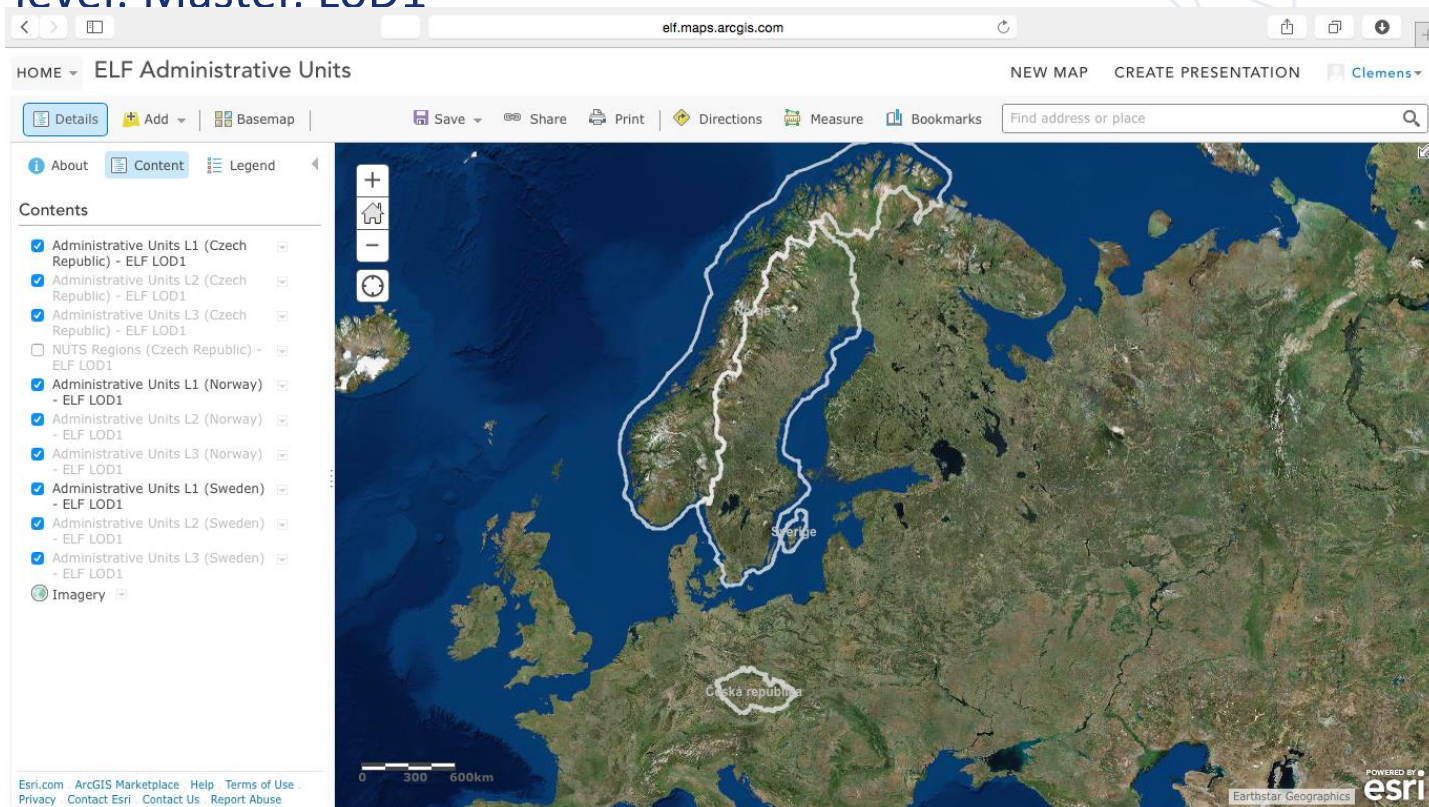 level: Master: LoD1
elf.maps.arcgis.com
HOME ELF Administrative Units
NEW MAP CREATE PRESENTATION Clemens
Details Add Basemap Save Share Print Directions Measure Bookmarks Find address or place
About Content Legend
Contents
Administrative Units L1 (Czech
Republic) - ELF LOD1
Administrative Units L2 (Czech
Republic) - ELF LOD1
Administrative Units L3 (Czech
Republic) - ELF LOD1
NUTS Regions (Czech Republic) -
ELF LOD1
Administrative Units L1 (Norway)
- ELF LOD1
Administrative Units L2 (Norway)
- ELF LOD1
Administrative Units L3 (Norway)
- ELF LOD1
Administrative Units L1 (Sweden)
- ELF LOD1
Administrative Units L2 (Sweden)
- ELF LOD1
Administrative Units L3 (Sweden)
- ELF LOD1
Imagery
Norge
Sverige
Česká republika
0 300 600km
Esri.com Arc​GIS Marketplace Help Terms of Use
Privacy Contact Esri Contact Us Report Abuse
Earthstar Geographics
POWERED BY
esri